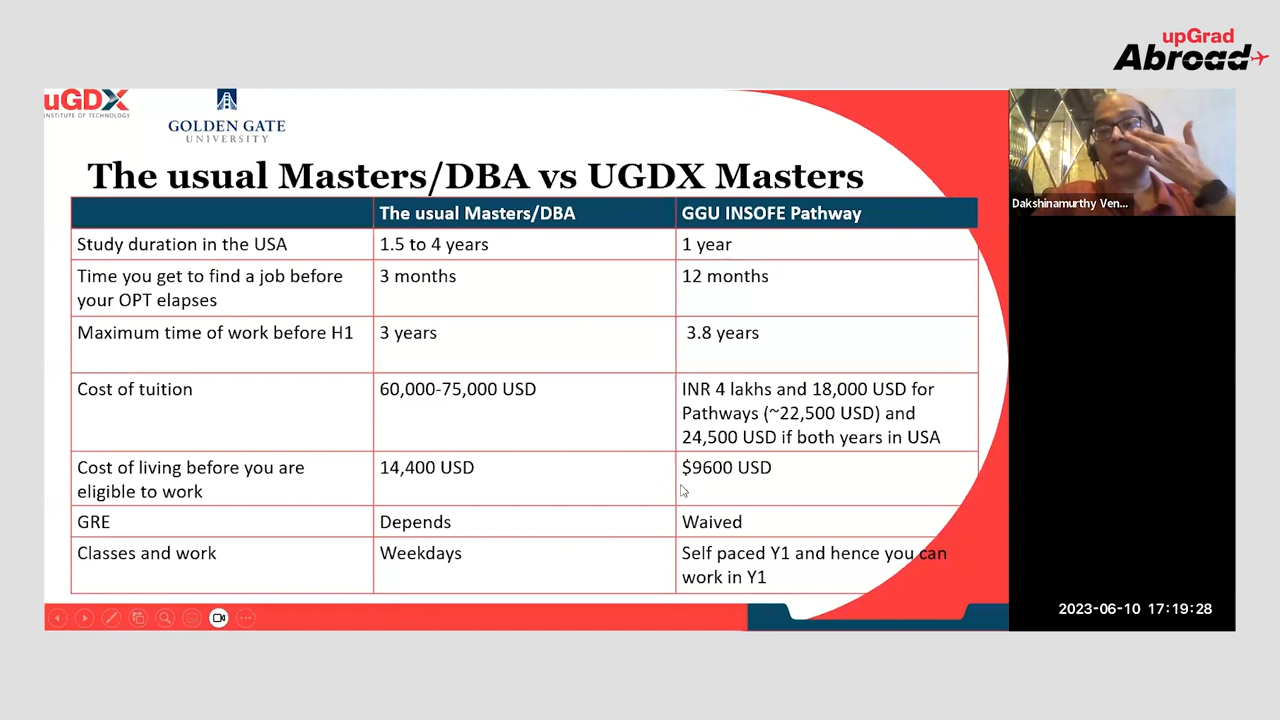 upGrad
Abroad
uGDX
INSTITUTE OF TECHNOLOGY
GOLDEN GATE
UNIVERSITY
The usual Masters/DBA vs UGDX Masters
The usual Masters/DBA
GGU INSOFE Pathway
Study duration in the USA
1.5 to 4 years
1 year
Time you get to find a job before
your OPT elapses
3 months
12 months
Maximum time of work before H1
3 years
3.8 years
Cost of tuition
60,000-75,000 USD
INR 4 lakhs and 18,000 USD for
Pathways (~22,500 USD) and
24,500 USD if both years in USA
Cost of living before you are
eligible to work
14,400 USD
$9600 USD
GRE
Depends
Waived
Classes and work
Weekdays
Self paced Y1 and hence you can
work in Y1
Dakshinamurthy Ven...
2023-06-10 17:19:28